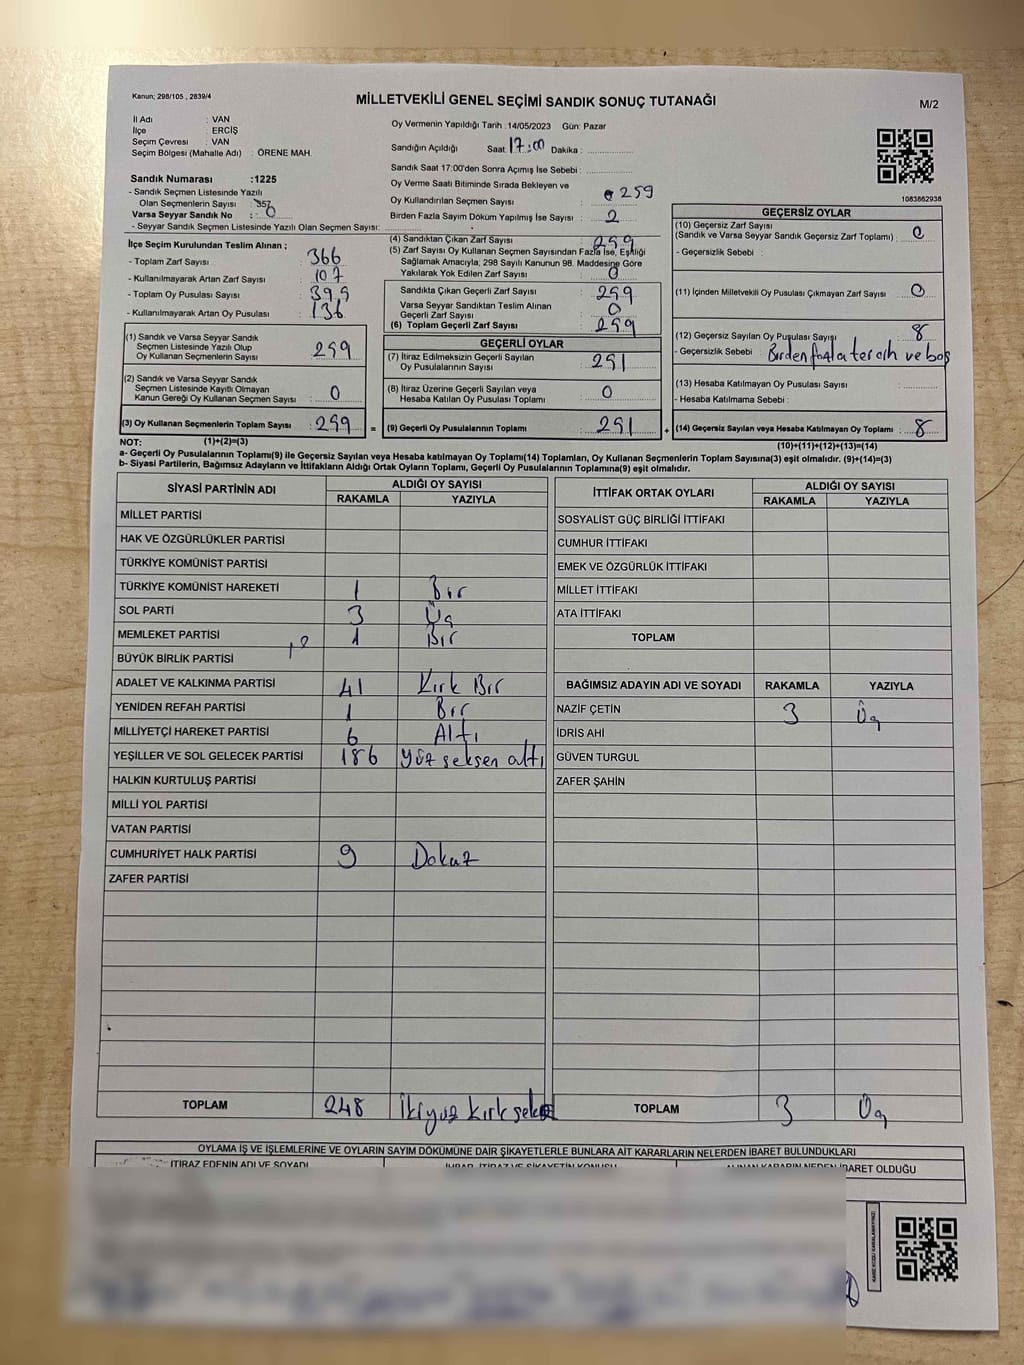 Kanun; 298/105 , 2839/4
MİLLETVEKİLİ GENEL SEÇİMİ SANDIK SONUÇ TUTANAĞI
M/2
İl Adı : VAN
İlçe : ERCİŞ
Seçim Çevresi : VAN
Seçim Bölgesi (Mahalle Adı) : ÖRENE MAH.
Sandık Numarası :1225
- Sandık Seçmen Listesinde Yazılı
Olan Seçmenlerin Sayısı :
Varsa Seyyar Sandık No : 0
- Seyyar Sandık Seçmen Listesinde Yazılı Olan Seçmen Sayısı:
Oy Vermenin Yapıldığı Tarih :14/05/2023 Gün: Pazar
Sandığın Açıldığı Saat 17:00 Dakika :
Sandık Saat 17:00'den Sonra Açımış İse Sebebi :
Oy Verme Saati Bitiminde Sırada Bekleyen ve
Oy Kullandırılan Seçmen Sayısı : 259
Birden Fazla Sayım Döküm Yapılmış İse Sayısı : 2
1083862938
İlçe Seçim Kurulundan Teslim Alınan ;
- Toplam Zarf Sayısı : 366
- Kullanılmayarak Artan Zarf Sayısı : 107
- Toplam Oy Pusulası Sayısı :
- Kullanılmayarak Artan Oy Pusulası : 136
(1) Sandık ve Varsa Seyyar Sandık
Seçmen Listesinde Yazılı Olup
Oy Kullanan Seçmenlerin Sayısı : 259
(2) Sandık ve Varsa Seyyar Sandık
Seçmen Listesinde Kayıtlı Olmayan
Kanun Gereği Oy Kullanan Seçmen Sayısı : 0
(3) Oy Kullanan Seçmenlerin Toplam Sayısı : 259 =
(4) Sandıktan Çıkan Zarf Sayısı : 259
(5) Zarf Sayısı Oy Kullanan Seçmen Sayısından Fazla İse, Eşitliği
Sağlamak Amacıyla; 298 Sayılı Kanunun 98. Maddesine Göre
Yakılarak Yok Edilen Zarf Sayısı : 0
Sandıkta Çıkan Geçerli Zarf Sayısı : 259
Varsa Seyyar Sandıktan Teslim Alınan
Geçerli Zarf Sayısı : 0
(6) Toplam Geçerli Zarf Sayısı : 259
GEÇERLİ OYLAR
(7) İtiraz Edilmeksizin Geçerli Sayılan
Oy Pusulalarının Sayısı : 251
(8) İtiraz Üzerine Geçerli Sayılan veya
Hesaba Katılan Oy Pusulası Toplamı : 0
(9) Geçerli Oy Pusulalarının Toplamı : 251 +
GEÇERSİZ OYLAR
(10) Geçersiz Zarf Sayısı
(Sandık ve Varsa Seyyar Sandık Geçersiz Zarf Toplamı) : 0
- Geçersizlik Sebebi :
(11) İçinden Milletvekili Oy Pusulası Çıkmayan Zarf Sayısı : 0
(12) Geçersiz Sayılan Oy Pusulası Sayısı : 8
- Geçersizlik Sebebi : Birden fazla tercih ve boş
(13) Hesaba Katılmayan Oy Pusulası Sayısı :
- Hesaba Katılmama Sebebi :
(14) Geçersiz Sayılan veya Hesaba Katılmayan Oy Toplamı : 8
NOT: (1)+(2)=(3)
(10)+(11)+(12)+(13)=(14)
a- Geçerli Oy Pusulalarının Toplamı(9) ile Geçersiz Sayılan veya Hesaba katılmayan Oy Toplamı(14) Toplamları, Oy Kullanan Seçmenlerin Toplam Sayısına(3) eşit olmalıdır. (9)+(14)=(3)
b- Siyasi Partilerin, Bağımsız Adayların ve İttifakların Aldığı Ortak Oyların Toplamı, Geçerli Oy Pusulalarının Toplamına(9) eşit olmalıdır.
SİYASİ PARTİNİN ADI
ALDIĞI OY SAYISI
RAKAMLA YAZIYLA
MİLLET PARTİSİ
HAK VE ÖZGÜRLÜKLER PARTİSİ
TÜRKİYE KOMÜNİST PARTİSİ
TÜRKİYE KOMÜNİST HAREKETİ 1 Bir
SOL PARTİ 3 Üç
MEMLEKET PARTİSİ 1 Bir
BÜYÜK BİRLİK PARTİSİ
ADALET VE KALKINMA PARTİSİ 41 Kırk Bir
YENİDEN REFAH PARTİSİ 1 Bir
MİLLİYETÇİ HAREKET PARTİSİ 6 Altı
YEŞİLLER VE SOL GELECEK PARTİSİ 186 Yüz seksen altı
HALKIN KURTULUŞ PARTİSİ
MİLLİ YOL PARTİSİ
VATAN PARTİSİ
CUMHURİYET HALK PARTİSİ 9 Dokuz
ZAFER PARTİSİ
TOPLAM 248 İkiyüz kırk sekiz
İTTİFAK ORTAK OYLARI
ALDIĞI OY SAYISI
RAKAMLA YAZIYLA
SOSYALİST GÜÇ BİRLİĞİ İTTİFAKI
CUMHUR İTTİFAKI
EMEK VE ÖZGÜRLÜK İTTİFAKI
MİLLET İTTİFAKI
ATA İTTİFAKI
TOPLAM
BAĞIMSIZ ADAYIN ADI VE SOYADI RAKAMLA YAZIYLA
NAZİF ÇETİN 3 Üç
İDRİS AHİ
GÜVEN TURGUL
ZAFER ŞAHİN
TOPLAM 3 Üç
OYLAMA İŞ VE İŞLEMLERİNE VE OYLARIN SAYIM DÖKÜMÜNE DAİR ŞİKAYETLERLE BUNLARA AİT KARARLARIN NELERDEN İBARET BULUNDUKLARI
İTİRAZ EDENİN ADI VE SOYADI İHBAR, İTİRAZ VE ŞİKAYETİN KONUSU ALINAN KARARIN NEDEN İBARET OLDUĞU